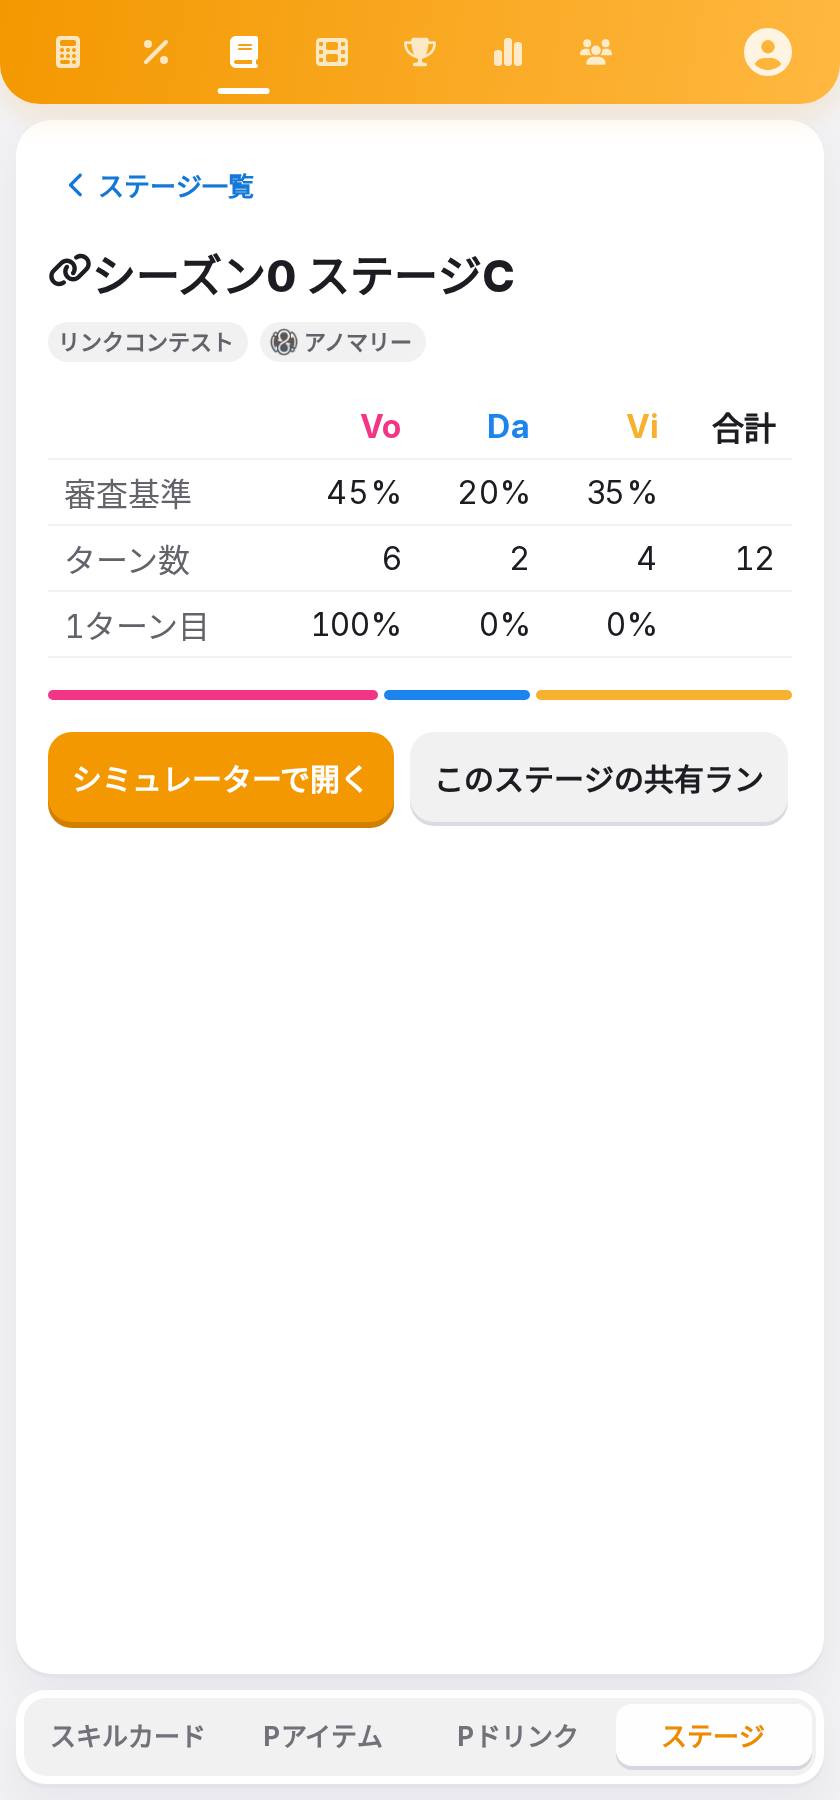 ステージ一覧
シーズン0 ステージC
リンクコンテスト アノマリー
Vo Da Vi 合計
審査基準 45% 20% 35%
ターン数 6 2 4 12
1ターン目 100% 0% 0%
シミュレーターで開く このステージの共有ラン
スキルカード Pアイテム Pドリンク ステージ